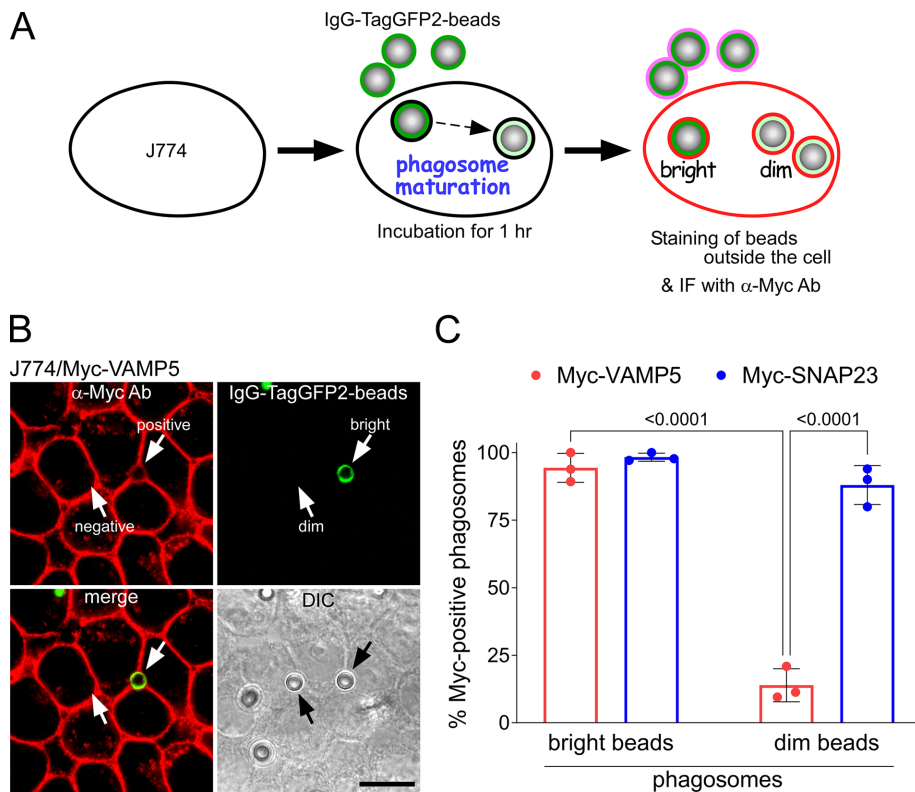 A
IgG-TagGFP2-beads
J774
phagosome
maturation
Incubation for 1 hr
bright
dim
Staining of beads
outside the cell
& IF with α-Myc Ab
B
J774/Myc-VAMP5
α-Myc Ab
positive
negative
IgG-TagGFP2-beads
bright
dim
merge
DIC
C
Myc-VAMP5
Myc-SNAP23
<0.0001
<0.0001
% Myc-positive phagosomes
100
75
50
25
0
bright beads
dim beads
phagosomes